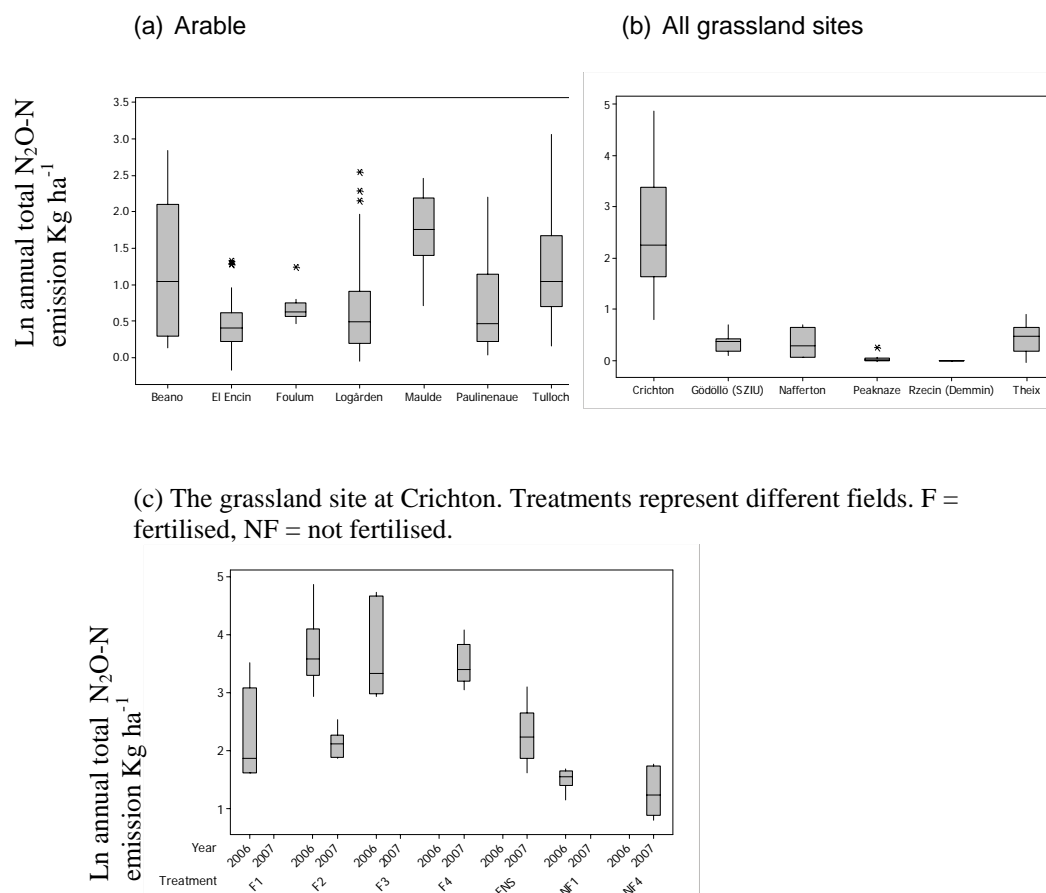 (a) Arable
(b) All grassland sites
Ln annual total N₂O-N
emission Kg ha⁻¹
3.5
3.0
2.5
2.0
1.5
1.0
0.5
0.0
Beano El Encin Foulum Logården Maulde Paulinenaue Tulloch
5
4
3
2
1
0
Crichton Gödöllö (SZIU) Nafferton Peaknaze Rzecin (Demmin) Theix
(c) The grassland site at Crichton. Treatments represent different fields. F =
fertilised, NF = not fertilised.
Ln annual total N₂O-N
emission Kg ha⁻¹
5
4
3
2
1
Year 2006 2007 2006 2007 2006 2007 2006 2007 2006 2007 2006 2007 2006 2007
Treatment F1 F2 F3 F4 FNS NF1 NF4